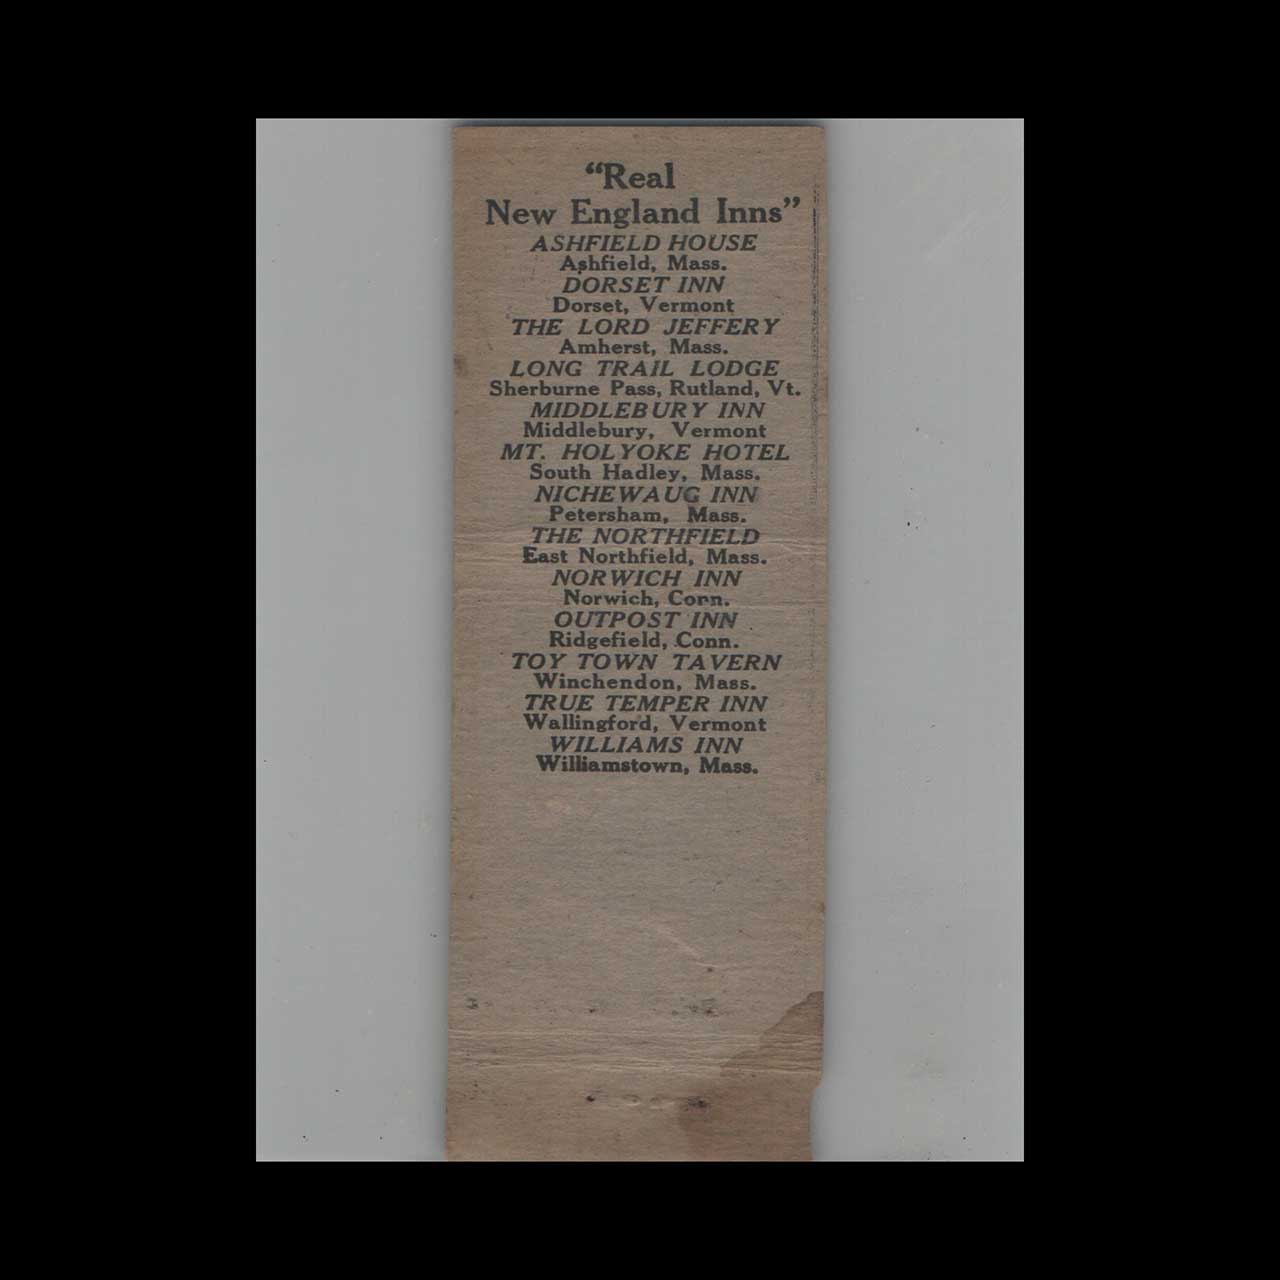 “Real
New England Inns”
ASHFIELD HOUSE
Ashfield, Mass.
DORSET INN
Dorset, Vermont
THE LORD JEFFERY
Amherst, Mass.
LONG TRAIL LODGE
Sherburne Pass, Rutland, Vt.
MIDDLEBURY INN
Middlebury, Vermont
MT. HOLYOKE HOTEL
South Hadley, Mass.
NICHEWAUG INN
Petersham, Mass.
THE NORTHFIELD
East Northfield, Mass.
NORWICH INN
Norwich, Conn.
OUTPOST INN
Ridgefield, Conn.
TOY TOWN TAVERN
Winchendon, Mass.
TRUE TEMPER INN
Wallingford, Vermont
WILLIAMS INN
Williamstown, Mass.